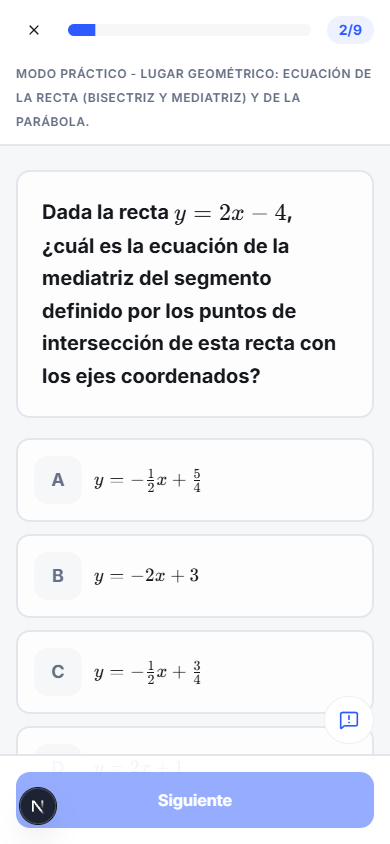 2/9
MODO PRÁCTICO - LUGAR GEOMÉTRICO: ECUACIÓN DE
LA RECTA (BISECTRIZ Y MEDIATRIZ) Y DE LA
PARÁBOLA.
Dada la recta y = 2x − 4,
¿cuál es la ecuación de la
mediatriz del segmento
definido por los puntos de
intersección de esta recta con
los ejes coordenados?
A y = −1/2x + 5/4
B y = −2x + 3
C y = −1/2x + 3/4
D y = 2x + 1
Siguiente
N